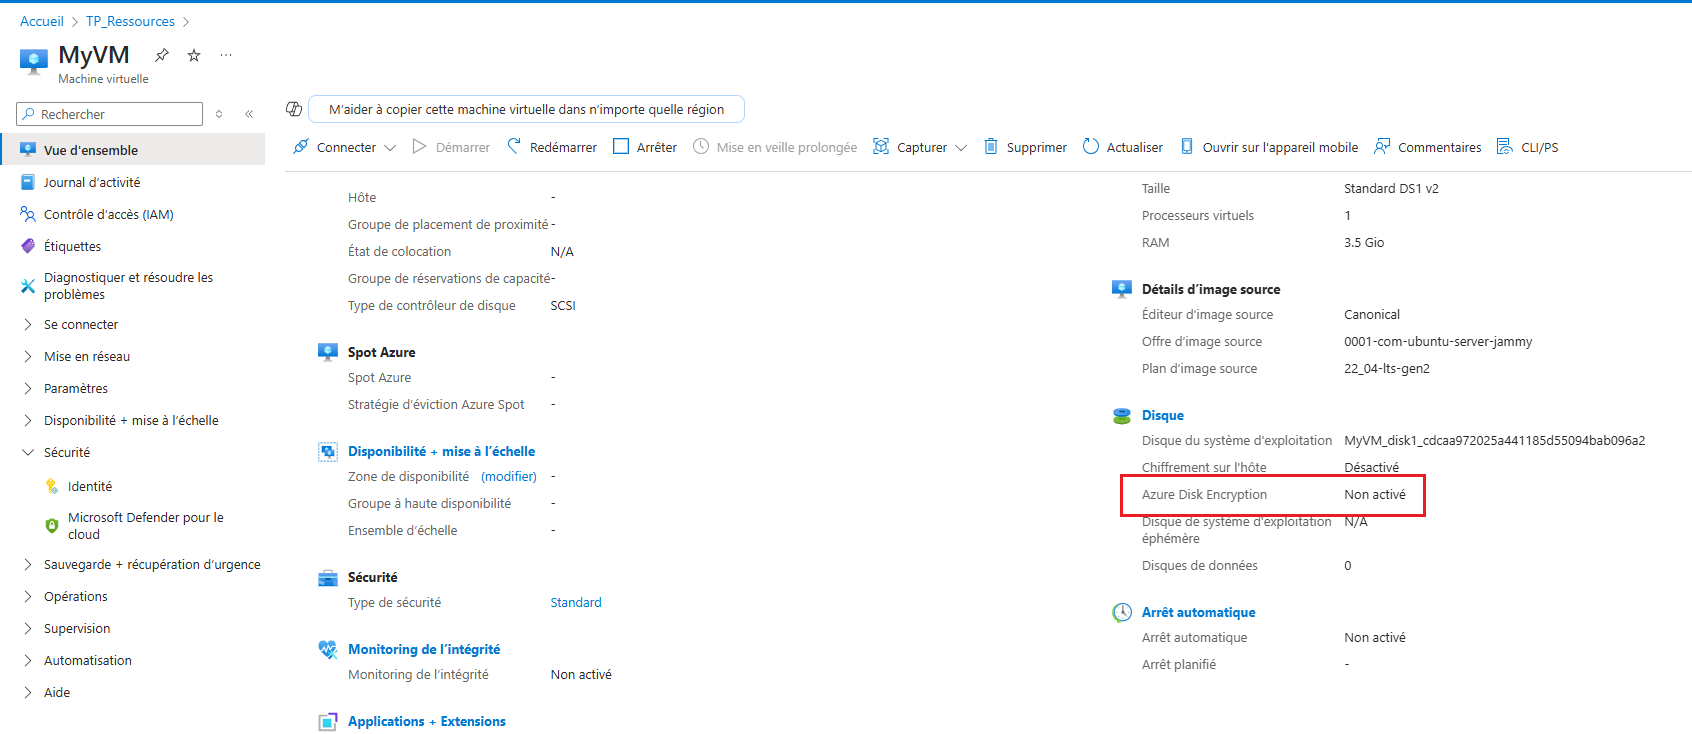 Accueil > TP_Ressources >
MyVM
Machine virtuelle
Rechercher
Vue d'ensemble
Journal d’activité
Contrôle d'accès (IAM)
Étiquettes
Diagnostiquer et résoudre les
problèmes
Se connecter
Mise en réseau
Paramètres
Disponibilité + mise à l’échelle
Sécurité
Identité
Microsoft Defender pour le
cloud
Sauvegarde + récupération d’urgence
Opérations
Supervision
Automatisation
Aide
M’aider à copier cette machine virtuelle dans n’importe quelle région
Connecter Démarrer Redémarrer Arrêter Mise en veille prolongée Capturer Supprimer Actualiser Ouvrir sur l'appareil mobile Commentaires CLI/PS
Hôte -
Groupe de placement de proximité -
État de colocation N/A
Groupe de réservations de capacité -
Type de contrôleur de disque SCSI
Spot Azure
Spot Azure -
Stratégie d’éviction Azure Spot -
Disponibilité + mise à l’échelle
Zone de disponibilité (modifier) -
Groupe à haute disponibilité -
Ensemble d’échelle -
Sécurité
Type de sécurité Standard
Monitoring de l’intégrité
Monitoring de l’intégrité Non activé
Applications + Extensions
Taille Standard DS1 v2
Processeurs virtuels 1
RAM 3.5 Gio
Détails d’image source
Éditeur d’image source Canonical
Offre d’image source 0001-com-ubuntu-server-jammy
Plan d’image source 22_04-lts-gen2
Disque
Disque du système d'exploitation MyVM_disk1_cdcaa972025a441185d55094bab096a2
Chiffrement sur l'hôte Désactivé
Azure Disk Encryption Non activé
Disque de système d'exploitation N/A
éphémère
Disques de données 0
Arrêt automatique
Arrêt automatique Non activé
Arrêt planifié -